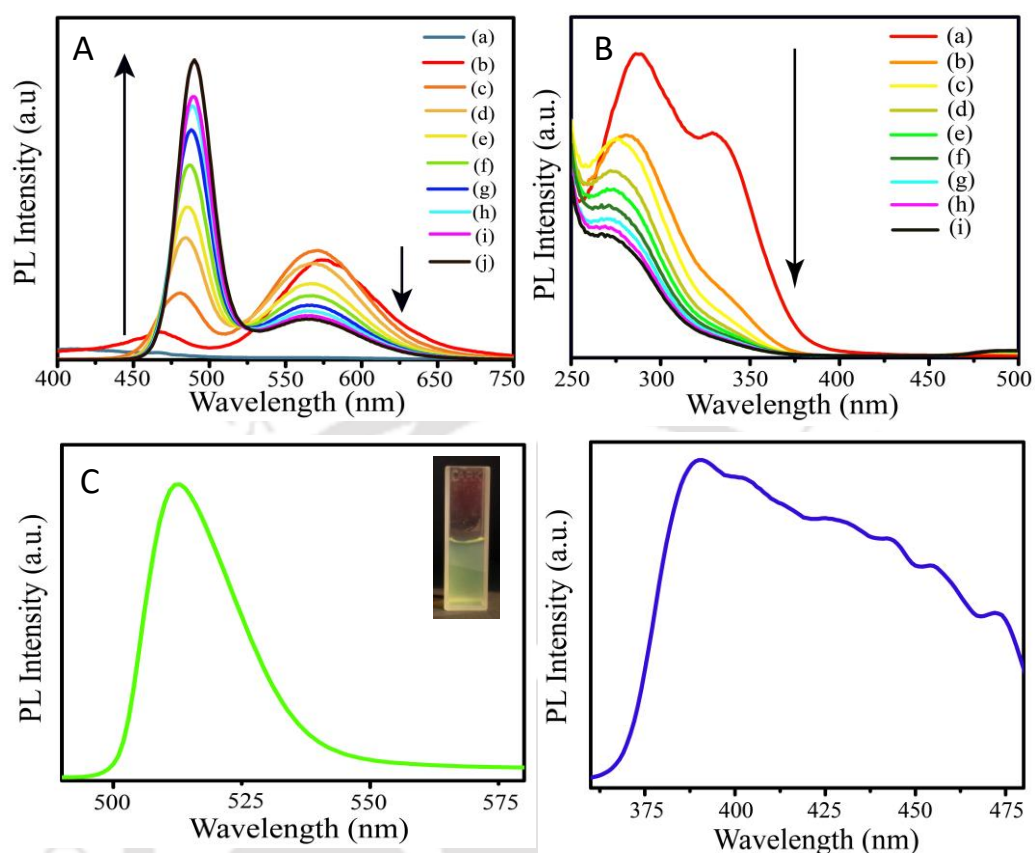 A
(a)
(b)
(c)
(d)
(e)
(f)
(g)
(h)
(i)
(j)
PL Intensity (a.u)
400 450 500 550 600 650 700 750
Wavelength (nm)
B
(a)
(b)
(c)
(d)
(e)
(f)
(g)
(h)
(i)
PL Intensity (a.u.)
250 300 350 400 450 500
Wavelength (nm)
C
PL Intensity (a.u.)
500 525 550 575
Wavelength (nm)
PL Intensity (a.u.)
375 400 425 450 475
Wavelength (nm)